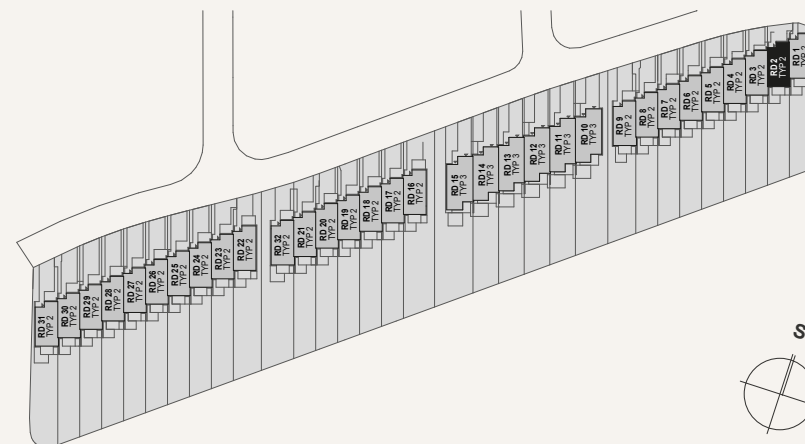 RD 31
TYP 2
RD 30
TYP 2
RD 29
TYP 2
RD 28
TYP 2
RD 27
TYP 2
RD 26
TYP 2
RD 25
TYP 2
RD 24
TYP 2
RD 23
TYP 2
RD 22
TYP 2
RD 32
TYP 2
RD 21
TYP 2
RD 20
TYP 2
RD 19
TYP 2
RD 18
TYP 2
RD 17
TYP 2
RD 16
TYP 2
RD 15
TYP 3
RD 14
TYP 3
RD 13
TYP 3
RD 12
TYP 3
RD 11
TYP 3
RD 10
TYP 3
RD 9
TYP 2
RD 8
TYP 2
RD 7
TYP 2
RD 6
TYP 2
RD 5
TYP 2
RD 4
TYP 2
RD 3
TYP 2
RD 2
TYP 2
RD 1
TYP 2
S